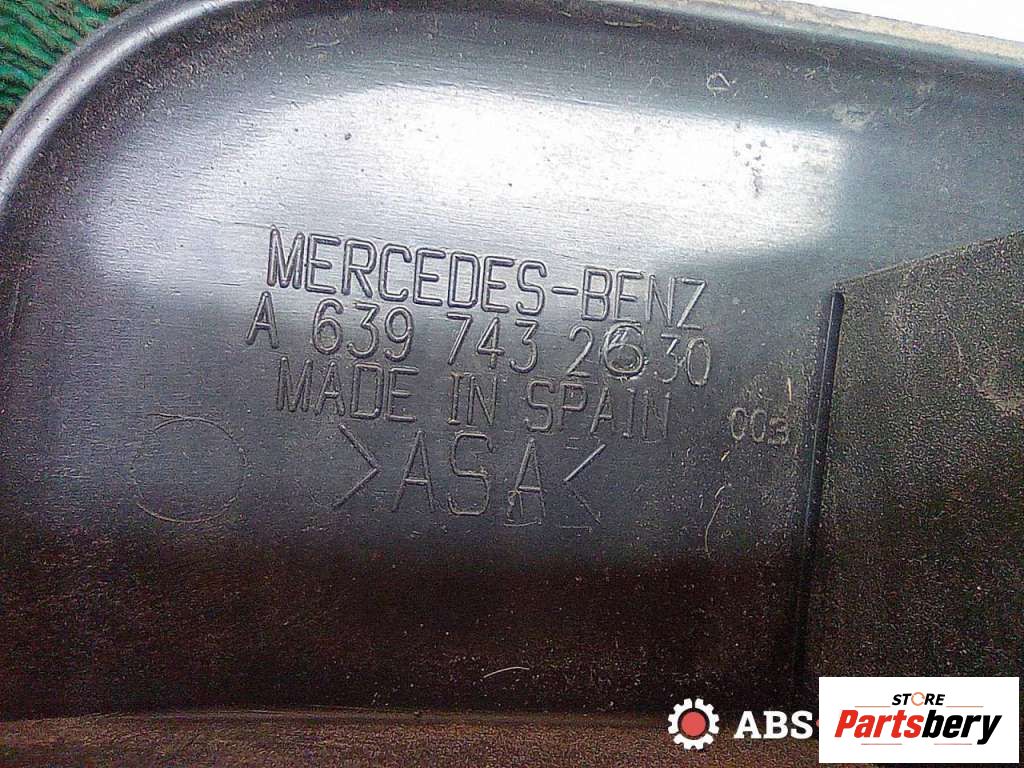 MERCEDES-BENZ
A 639 743 2630
MADE IN SPAIN
003
>ASA<
ABS
STORE
Partsbery